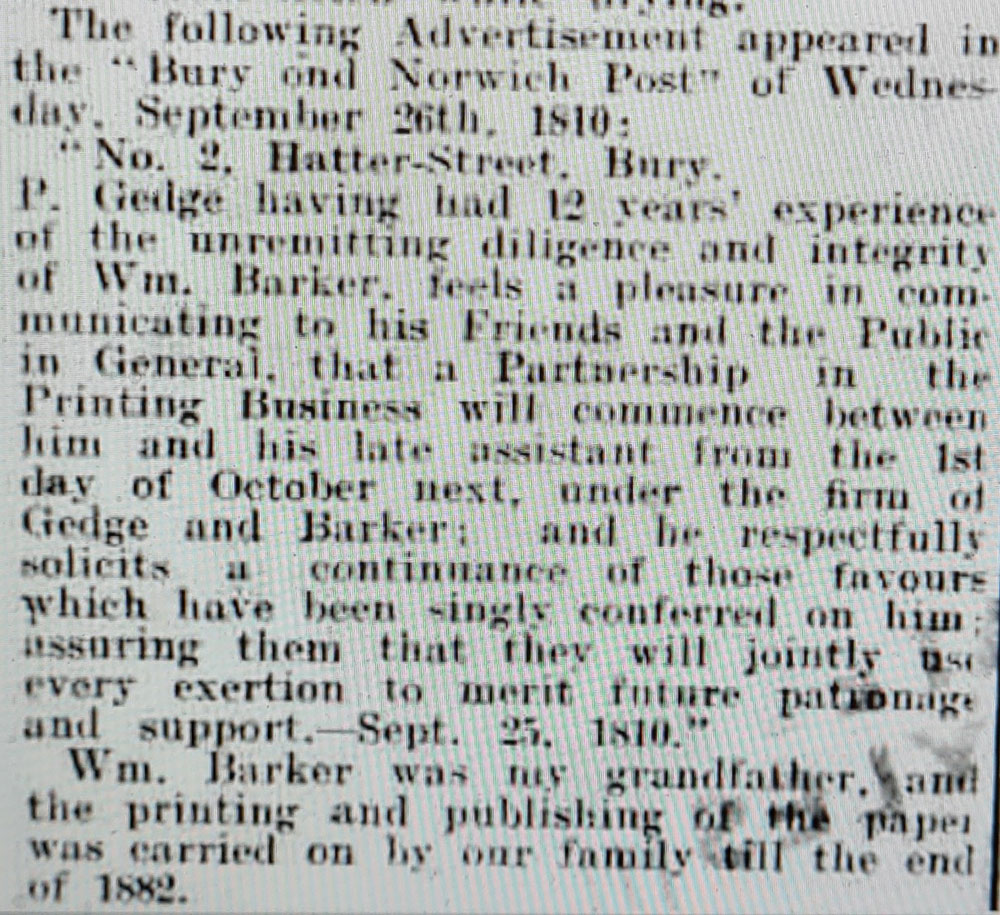 The following Advertisement appeared in
the "Bury ond Norwich Post" of Wednes-
day, September 26th, 1810:
"No. 2, Hatter-Street, Bury.
P. Gedge having had 12 years' experience
of the unremitting diligence and integrity
of Wm. Barker, feels a pleasure in com-
municating to his Friends and the Public
in General, that a Partnership in the
Printing Business will commence between
him and his late assistant from the 1st
day of October next, under the firm of
Gedge and Barker; and he respectfully
solicits a continuance of those favours
which have been singly conferred on him;
assuring them that they will jointly use
every exertion to merit future patronage
and support.—Sept. 25, 1810."
Wm. Barker was my grandfather, and
the printing and publishing of the paper
was carried on by our family till the end
of 1882.